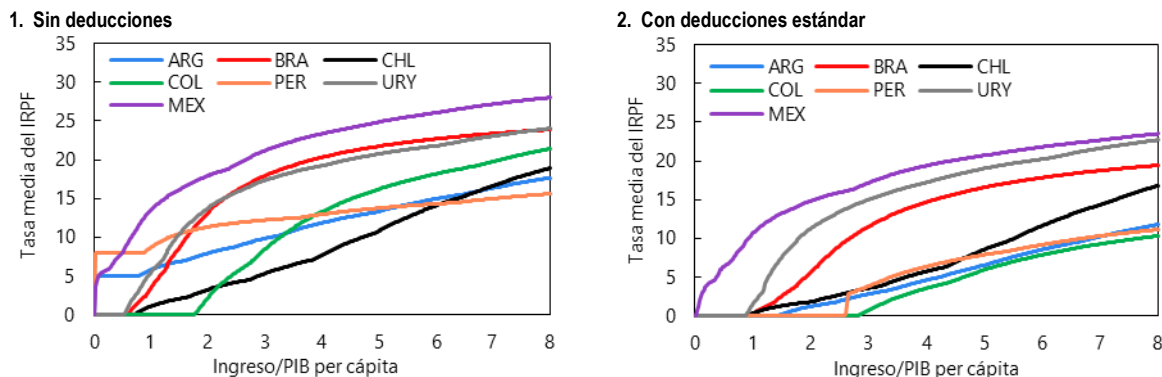 1. Sin deducciones
35
30
25
20
15
10
5
0
Tasa media del IRPF
ARG BRA CHL
COL PER URY
MEX
0 1 2 3 4 5 6 7 8
Ingreso/PIB per cápita
2. Con deducciones estándar
35
30
25
20
15
10
5
0
Tasa media del IRPF
ARG BRA CHL
COL PER URY
MEX
0 1 2 3 4 5 6 7 8
Ingreso/PIB per cápita